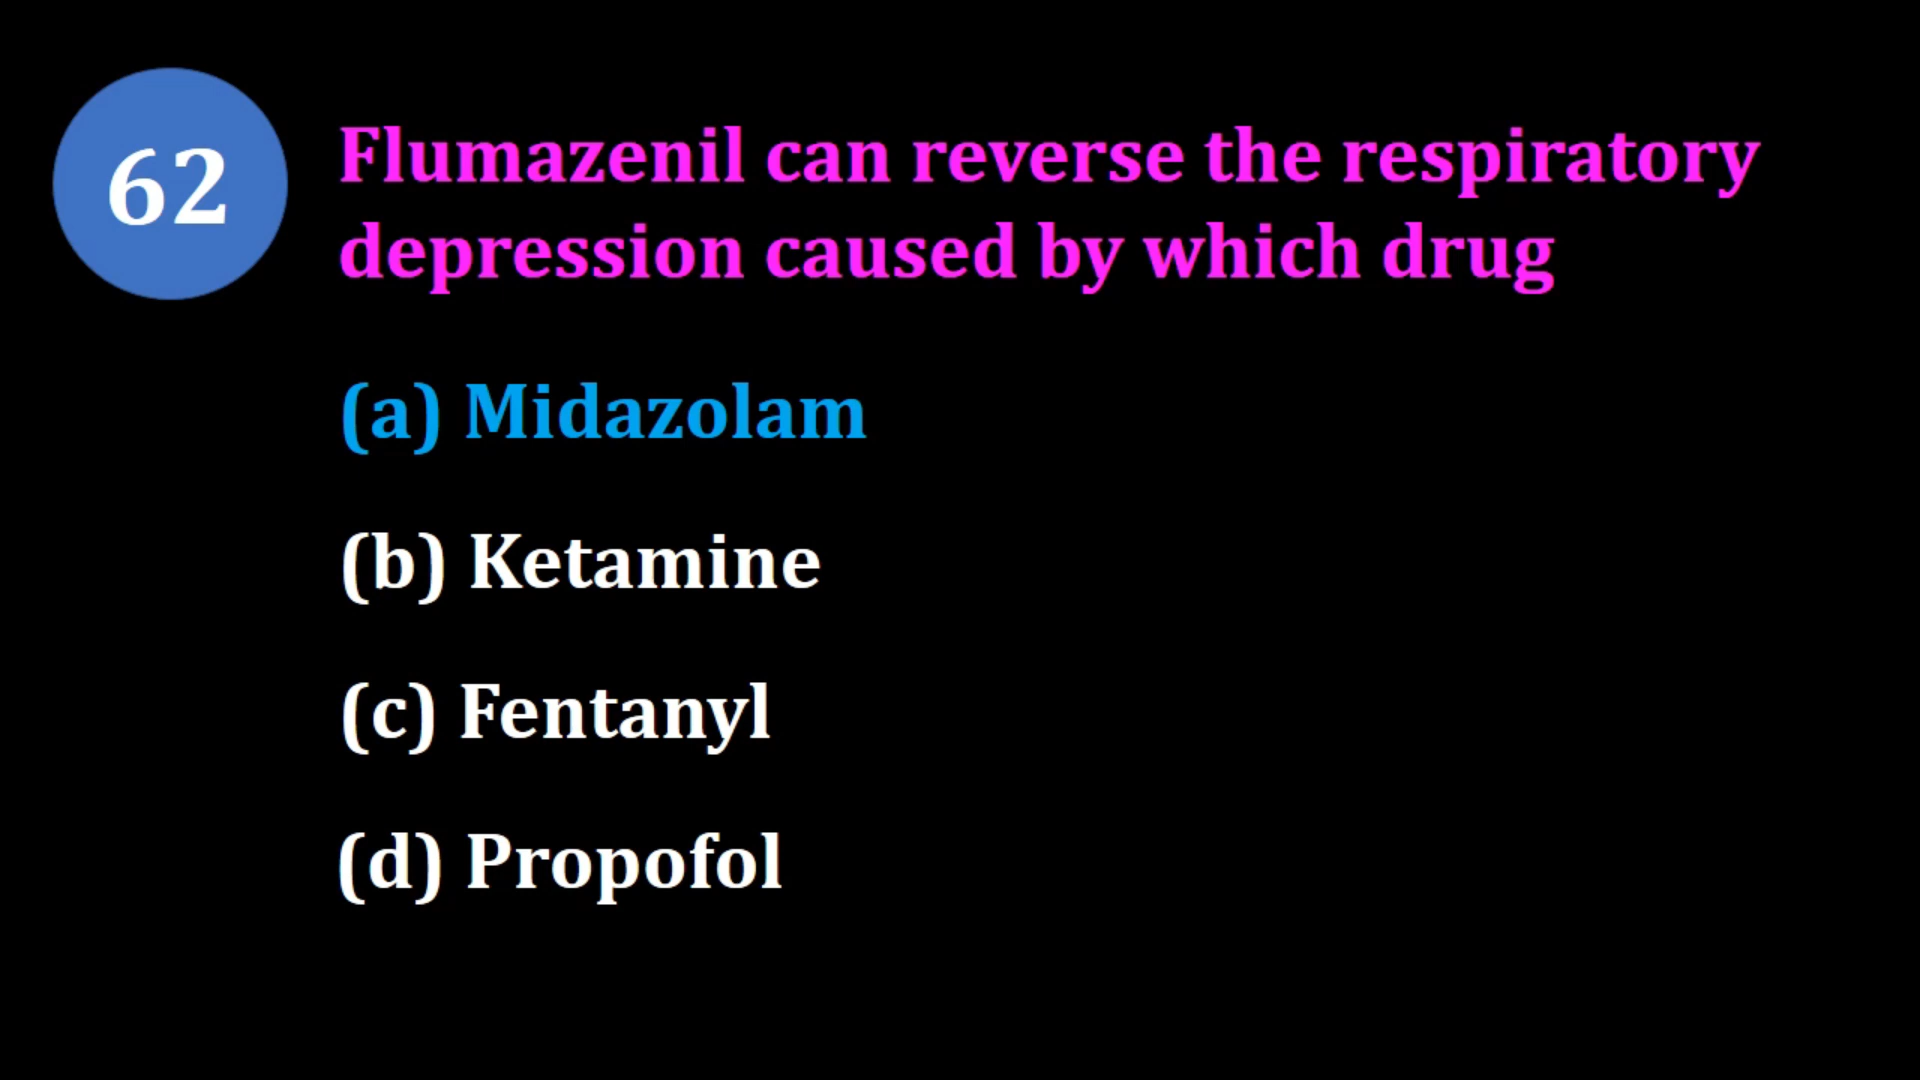 62
Flumazenil can reverse the respiratory
depression caused by which drug
(a) Midazolam
(b) Ketamine
(c) Fentanyl
(d) Propofol